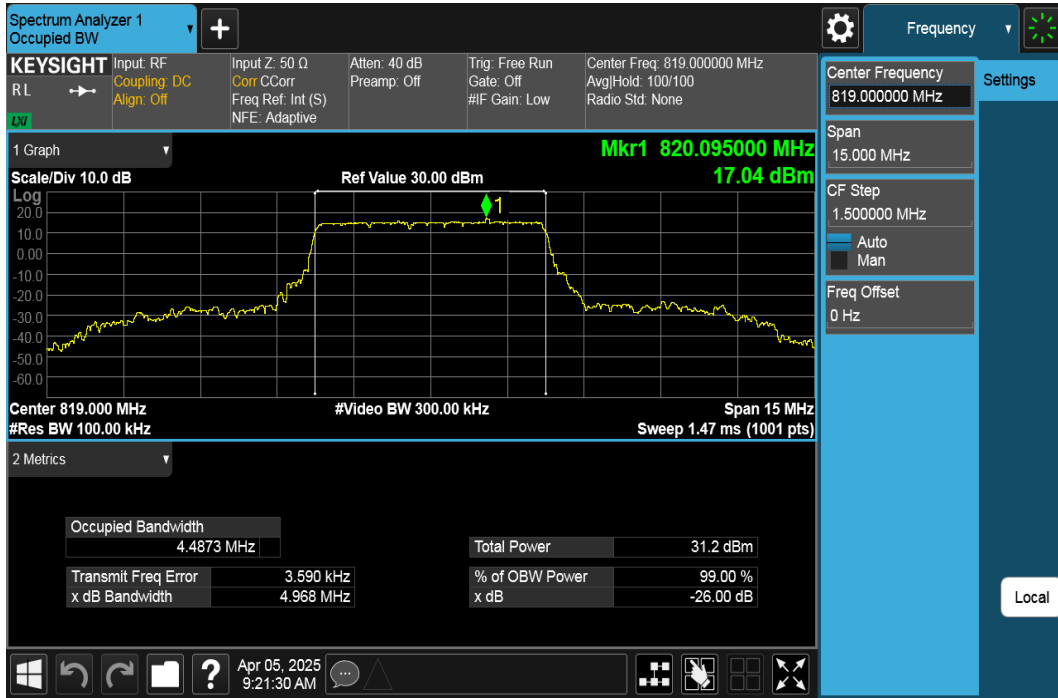 Spectrum Analyzer 1
Occupied BW
Frequency
KEYSIGHT
RL
LXI
Input: RF
Coupling: DC
Align: Off
Input Z: 50 Ω
Corr CCorr
Freq Ref: Int (S)
NFE: Adaptive
Atten: 40 dB
Preamp: Off
Trig: Free Run
Gate: Off
#IF Gain: Low
Center Freq: 819.000000 MHz
Avg|Hold: 100/100
Radio Std: None
1 Graph
Mkr1 820.095000 MHz
17.04 dBm
Scale/Div 10.0 dB
Ref Value 30.00 dBm
Log
20.0
10.0
0.00
-10.0
-20.0
-30.0
-40.0
-50.0
-60.0
1
Center 819.000 MHz
#Video BW 300.00 kHz
Span 15 MHz
#Res BW 100.00 kHz
Sweep 1.47 ms (1001 pts)
2 Metrics
Occupied Bandwidth
4.4873 MHz
Total Power 31.2 dBm
Transmit Freq Error 3.590 kHz
% of OBW Power 99.00 %
x dB Bandwidth 4.968 MHz
x dB -26.00 dB
Center Frequency
819.000000 MHz
Settings
Span
15.000 MHz
CF Step
1.500000 MHz
Auto
Man
Freq Offset
0 Hz
Local
?
Apr 05, 2025
9:21:30 AM